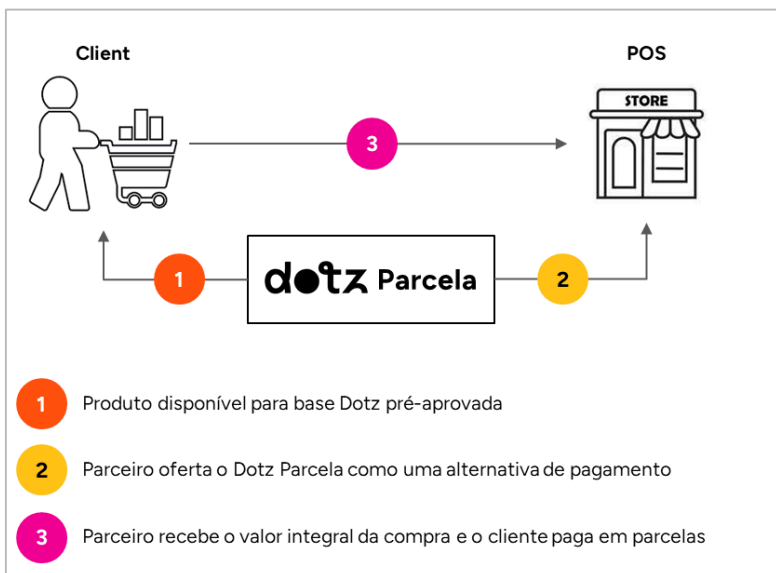 Client
POS
STORE
3
1
dotz Parcela
2
1 Produto disponível para base Dotz pré-aprovada
2 Parceiro oferta o Dotz Parcela como uma alternativa de pagamento
3 Parceiro recebe o valor integral da compra e o cliente paga em parcelas